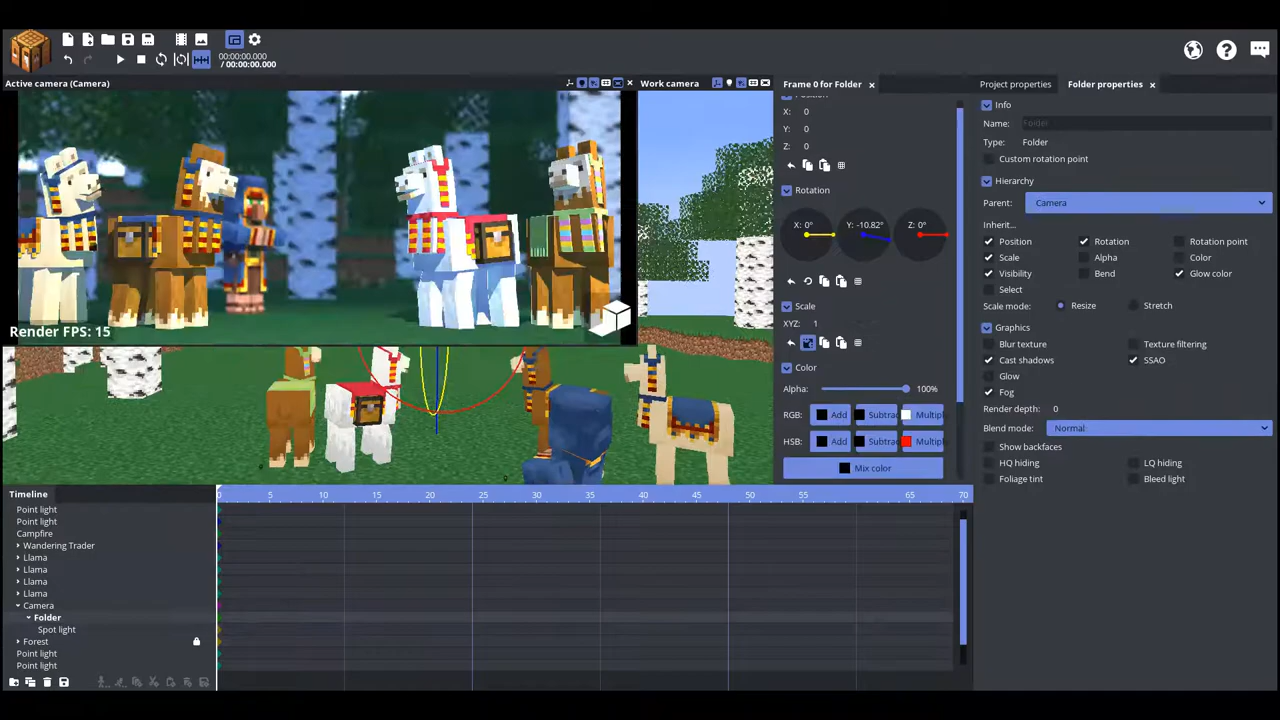 00:00:00.000
/ 00:00:00.000
Active camera (Camera)
Work camera
Frame 0 for Folder
Project properties
Folder properties
X: 0
Y: 0
Z: 0
Rotation
X: 0°
Y: -10.82°
Z: 0°
Scale
XYZ: 1
Color
Alpha:
100%
RGB:
Add
Subtrac
Multipl
HSB:
Add
Subtrac
Multipl
Mix color
Info
Name:
Folder
Type:
Folder
Custom rotation point
Hierarchy
Parent:
Camera
Inherit...
Position
Rotation
Rotation point
Scale
Alpha
Color
Visibility
Bend
Glow color
Select
Scale mode:
Resize
Stretch
Graphics
Blur texture
Texture filtering
Cast shadows
SSAO
Glow
Fog
Render depth:
0
Blend mode:
Normal
Show backfaces
HQ hiding
LQ hiding
Foliage tint
Bleed light
Render FPS: 15
Timeline
0 5 10 15 20 25 30 35 40 45 50 55 60 65 70
Point light
Point light
Campfire
Wandering Trader
Llama
Llama
Llama
Llama
Camera
Folder
Spot light
Forest
Point light
Point light